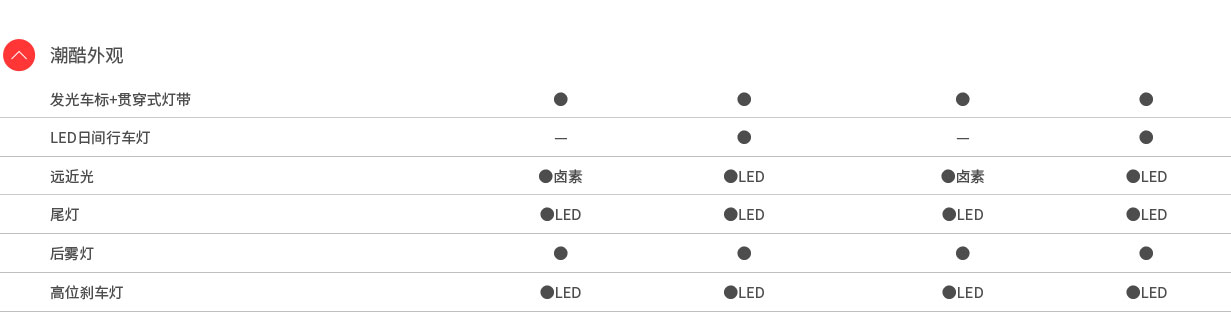 潮酷外观
发光车标+贯穿式灯带 ● ● ● ●
LED日间行车灯 — ● — ●
远近光 ●卤素 ●LED ●卤素 ●LED
尾灯 ●LED ●LED ●LED ●LED
后雾灯 ● ● ● ●
高位刹车灯 ●LED ●LED ●LED ●LED